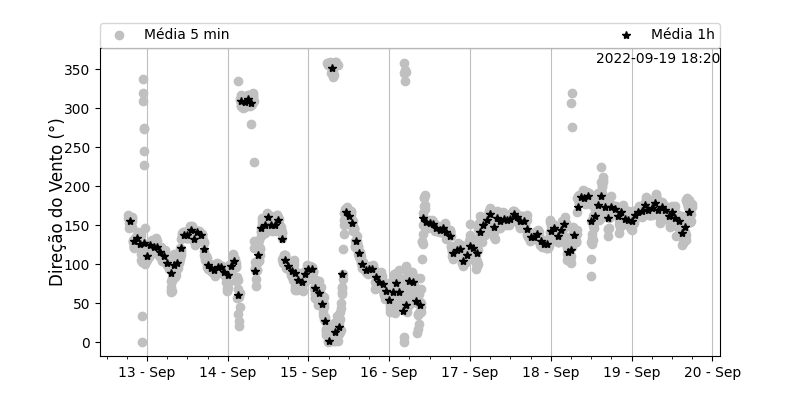 Média 5 min
Média 1h
2022-09-19 18:20
Direção do Vento (°)
350
300
250
200
150
100
50
0
13 - Sep
14 - Sep
15 - Sep
16 - Sep
17 - Sep
18 - Sep
19 - Sep
20 - Sep